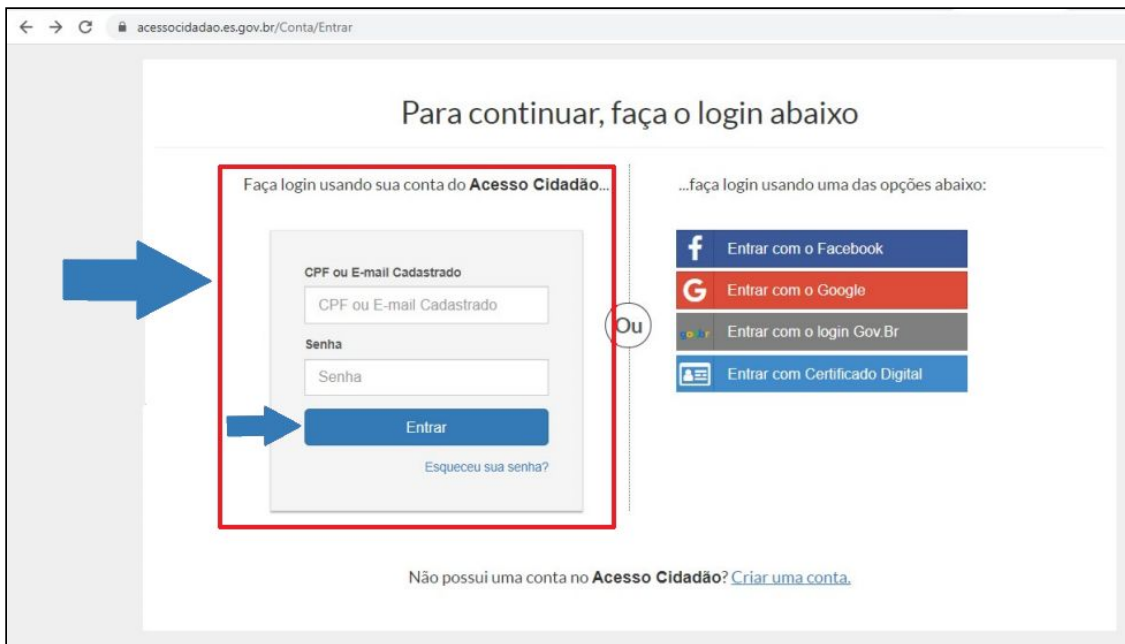 acessocidadao.es.gov.br/Conta/Entrar
Para continuar, faça o login abaixo
Faça login usando sua conta do Acesso Cidadão...
CPF ou E-mail Cadastrado
CPF ou E-mail Cadastrado
Senha
Senha
Entrar
Esqueceu sua senha?
Ou
...faça login usando uma das opções abaixo:
Entrar com o Facebook
Entrar com o Google
gov.br Entrar com o login Gov.Br
Entrar com Certificado Digital
Não possui uma conta no Acesso Cidadão? Criar uma conta.